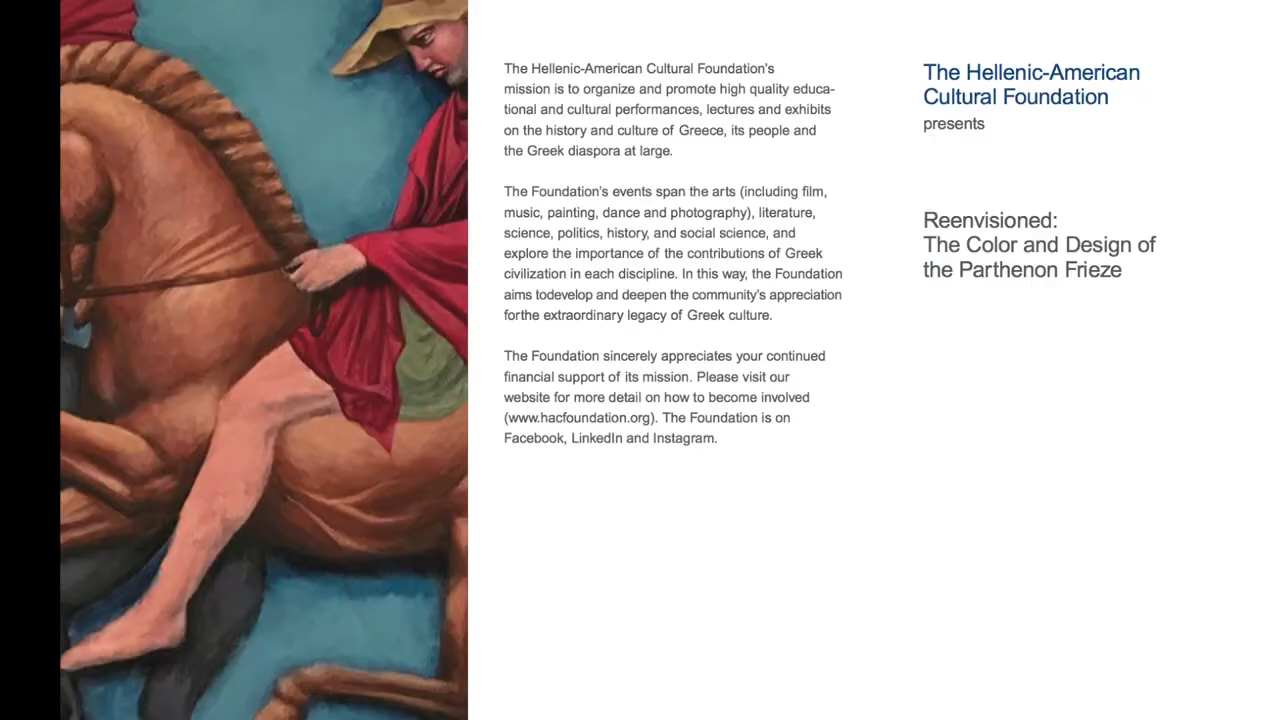 The Hellenic-American Cultural Foundation's
mission is to organize and promote high quality educa-
tional and cultural performances, lectures and exhibits
on the history and culture of Greece, its people and
the Greek diaspora at large.
The Foundation's events span the arts (including film,
music, painting, dance and photography), literature,
science, politics, history, and social science, and
explore the importance of the contributions of Greek
civilization in each discipline. In this way, the Foundation
aims todevelop and deepen the community's appreciation
forthe extraordinary legacy of Greek culture.
The Foundation sincerely appreciates your continued
financial support of its mission. Please visit our
website for more detail on how to become involved
(www.hacfoundation.org). The Foundation is on
Facebook, LinkedIn and Instagram.
The Hellenic-American
Cultural Foundation
presents
Reenvisioned:
The Color and Design of
the Parthenon Frieze